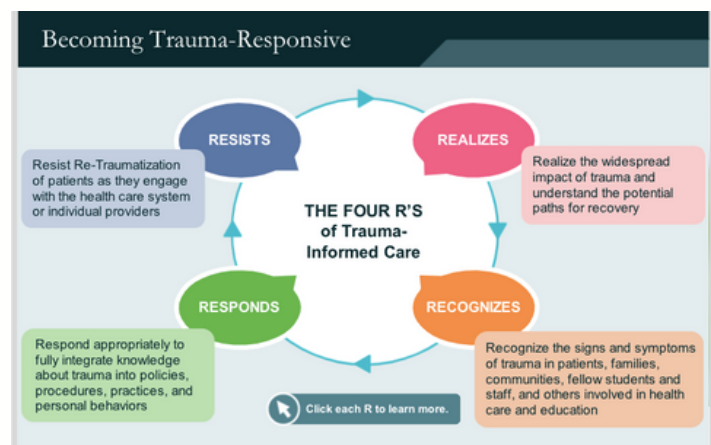 Becoming Trauma-Responsive
RESISTS
REALIZES
Resist Re-Traumatization
of patients as they engage
with the health care system
or individual providers
Realize the widespread
impact of trauma and
understand the potential
paths for recovery
THE FOUR R'S
of Trauma-
Informed Care
RESPONDS
RECOGNIZES
Respond appropriately to
fully integrate knowledge
about trauma into policies,
procedures, practices, and
personal behaviors
Recognize the signs and symptoms
of trauma in patients, families,
communities, fellow students and
staff, and others involved in health
care and education
Click each R to learn more.